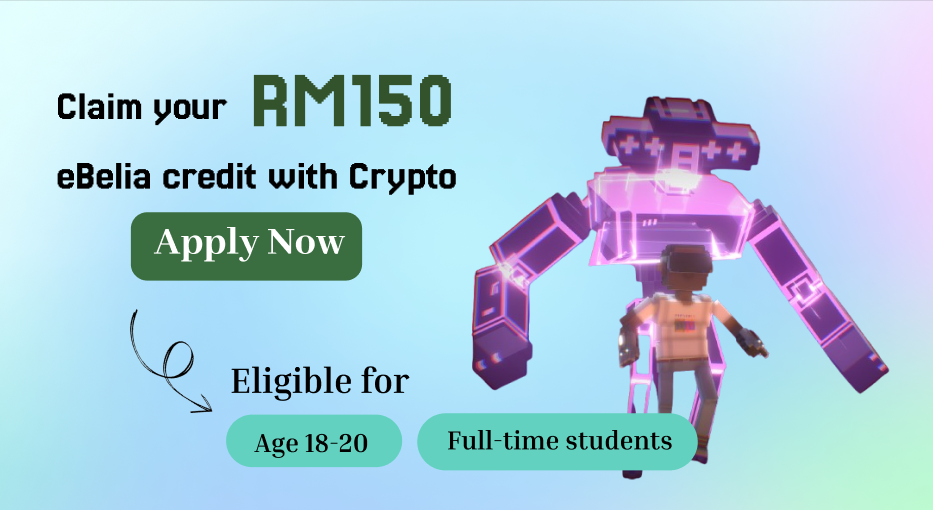 Claim your RM150
eBelia credit with Crypto
Apply Now
Eligible for
Age 18-20
Full-time students